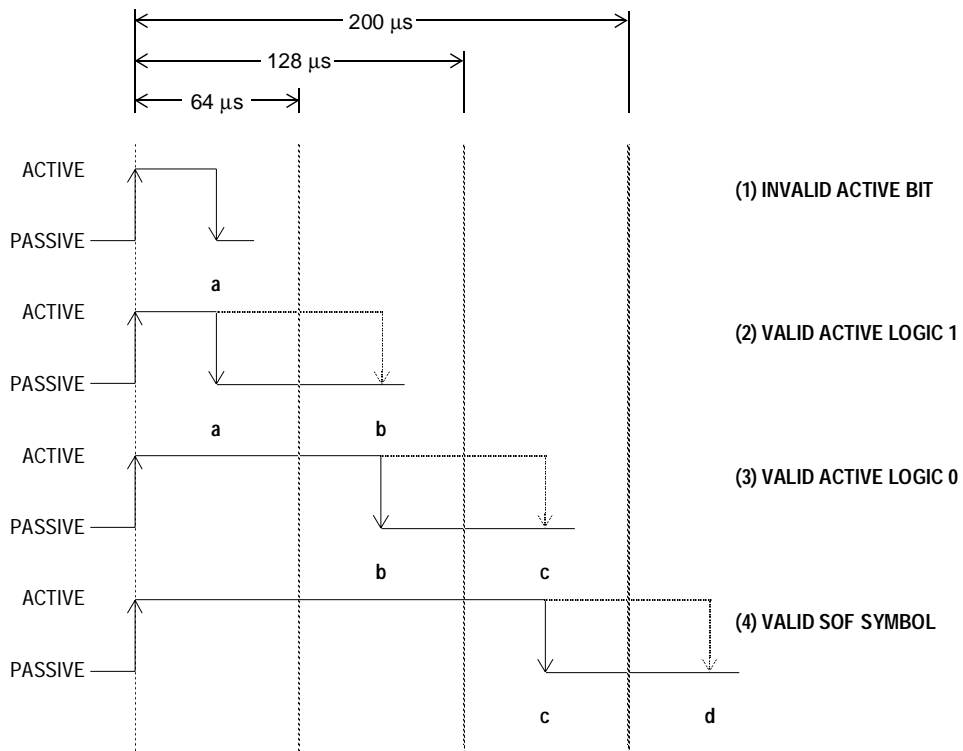 200 μs
128 μs
64 μs
ACTIVE
(1) INVALID ACTIVE BIT
PASSIVE
a
ACTIVE
(2) VALID ACTIVE LOGIC 1
PASSIVE
a b
ACTIVE
(3) VALID ACTIVE LOGIC 0
PASSIVE
b c
ACTIVE
(4) VALID SOF SYMBOL
PASSIVE
c d